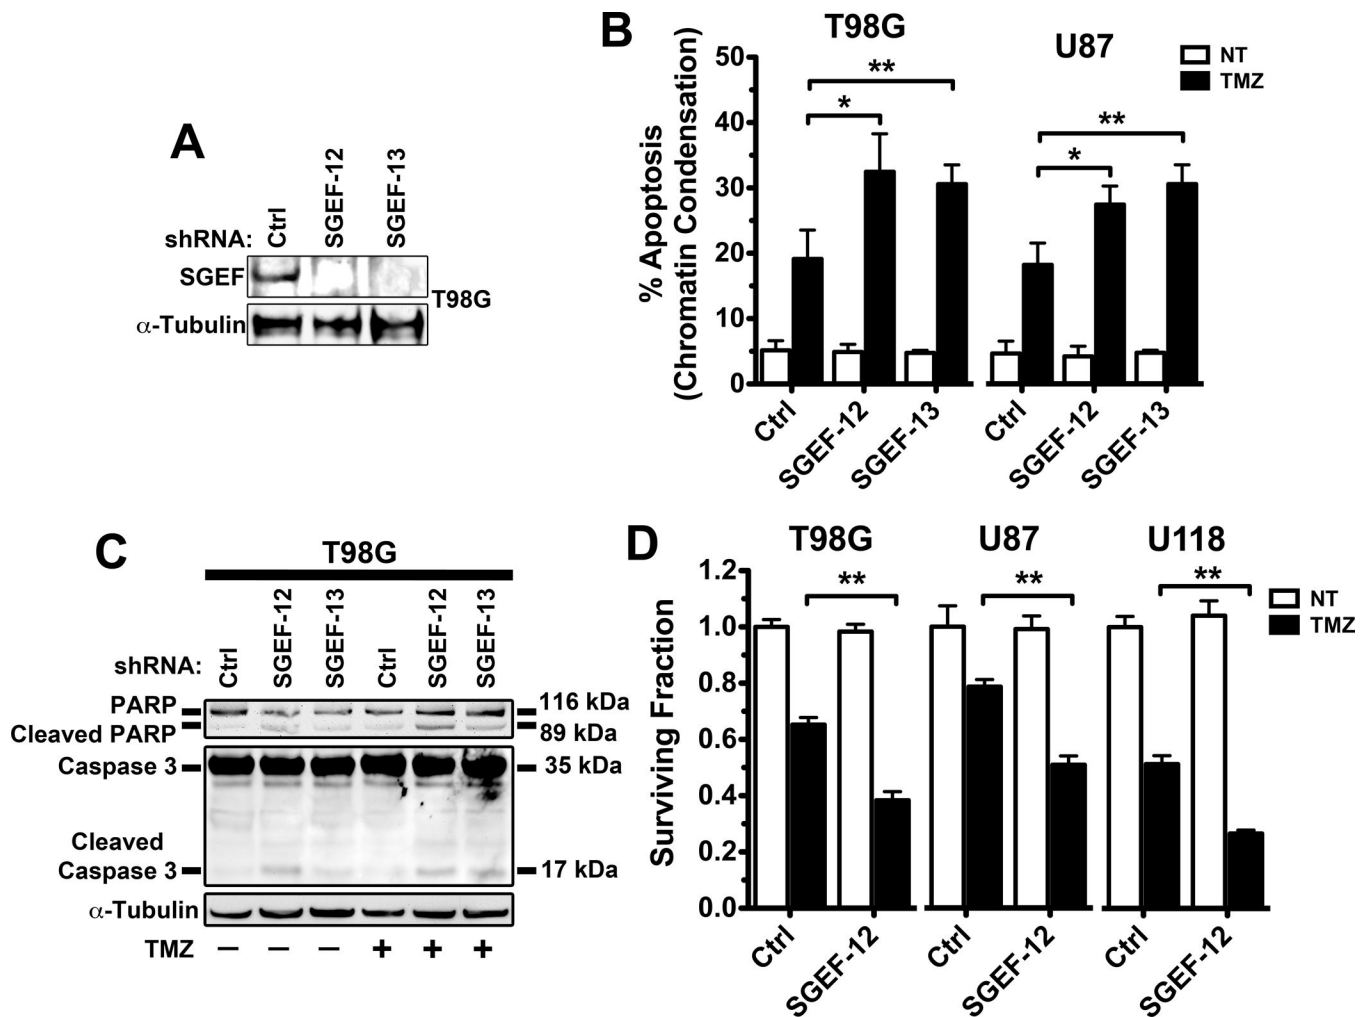 A
shRNA:
Ctrl
SGEF-12
SGEF-13
SGEF
α-Tubulin
T98G
B
T98G
U87
NT
TMZ
% Apoptosis
(Chromatin Condensation)
50
40
30
20
10
0
**
*
**
*
Ctrl
SGEF-12
SGEF-13
Ctrl
SGEF-12
SGEF-13
C
T98G
shRNA:
Ctrl
SGEF-12
SGEF-13
Ctrl
SGEF-12
SGEF-13
PARP
116 kDa
Cleaved PARP
89 kDa
Caspase 3
35 kDa
Cleaved
Caspase 3
17 kDa
α-Tubulin
TMZ − − − + + +
D
T98G
U87
U118
NT
TMZ
Surviving Fraction
1.2
1.0
0.8
0.6
0.4
0.2
0.0
**
**
**
Ctrl
SGEF-12
Ctrl
SGEF-12
Ctrl
SGEF-12